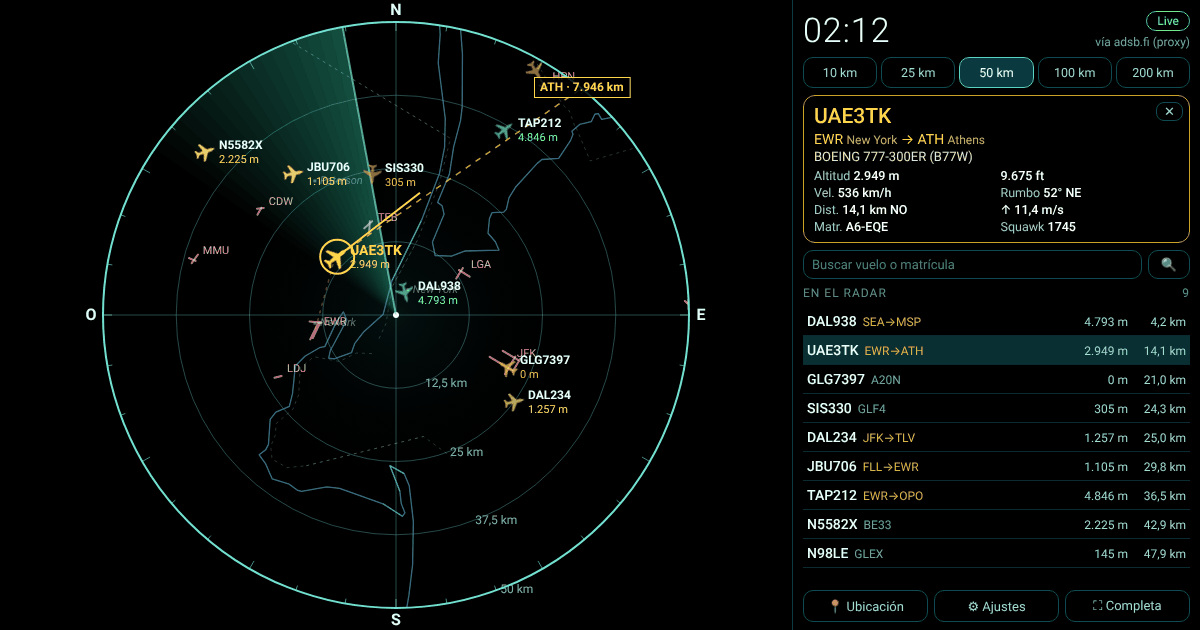 N
O
E
S
HPN
ATH · 7.946 km
TAP212
4.846 m
N5582X
2.225 m
JBU706
1.105 m
SIS330
305 m
CDW
TEB
MMU
UAE3TK
2.949 m
LGA
DAL938
4.793 m
New York
EWR
Newark
JFK
GLG7397
0 m
LDJ
12,5 km
DAL234
1.257 m
25 km
37,5 km
50 km
02:12
Live
vía adsb.fi (proxy)
10 km
25 km
50 km
100 km
200 km
UAE3TK
✕
EWR New York → ATH Athens
BOEING 777-300ER (B77W)
Altitud 2.949 m 9.675 ft
Vel. 536 km/h Rumbo 52° NE
Dist. 14,1 km NO ↑ 11,4 m/s
Matr. A6-EQE Squawk 1745
Buscar vuelo o matrícula
EN EL RADAR 9
DAL938 SEA→MSP 4.793 m 4,2 km
UAE3TK EWR→ATH 2.949 m 14,1 km
GLG7397 A20N 0 m 21,0 km
SIS330 GLF4 305 m 24,3 km
DAL234 JFK→TLV 1.257 m 25,0 km
JBU706 FLL→EWR 1.105 m 29,8 km
TAP212 EWR→OPO 4.846 m 36,5 km
N5582X BE33 2.225 m 42,9 km
N98LE GLEX 145 m 47,9 km
Ubicación
Ajustes
Completa